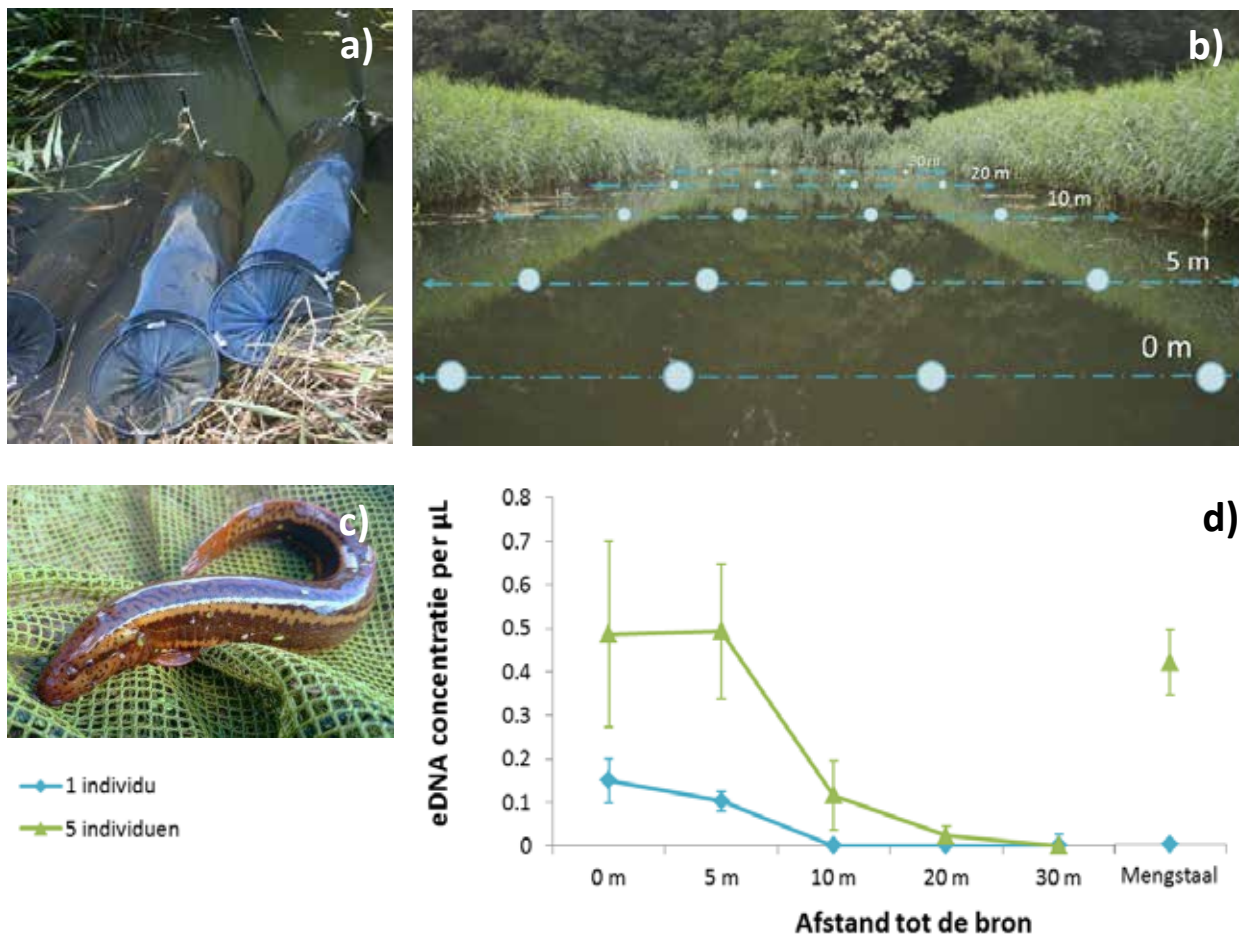 a)
b)
30 m
20 m
10 m
5 m
0 m
c)
1 individu
5 individuen
d)
eDNA concentratie per µL
0.8
0.7
0.6
0.5
0.4
0.3
0.2
0.1
0
0 m
5 m
10 m
20 m
30 m
Mengstaal
Afstand tot de bron